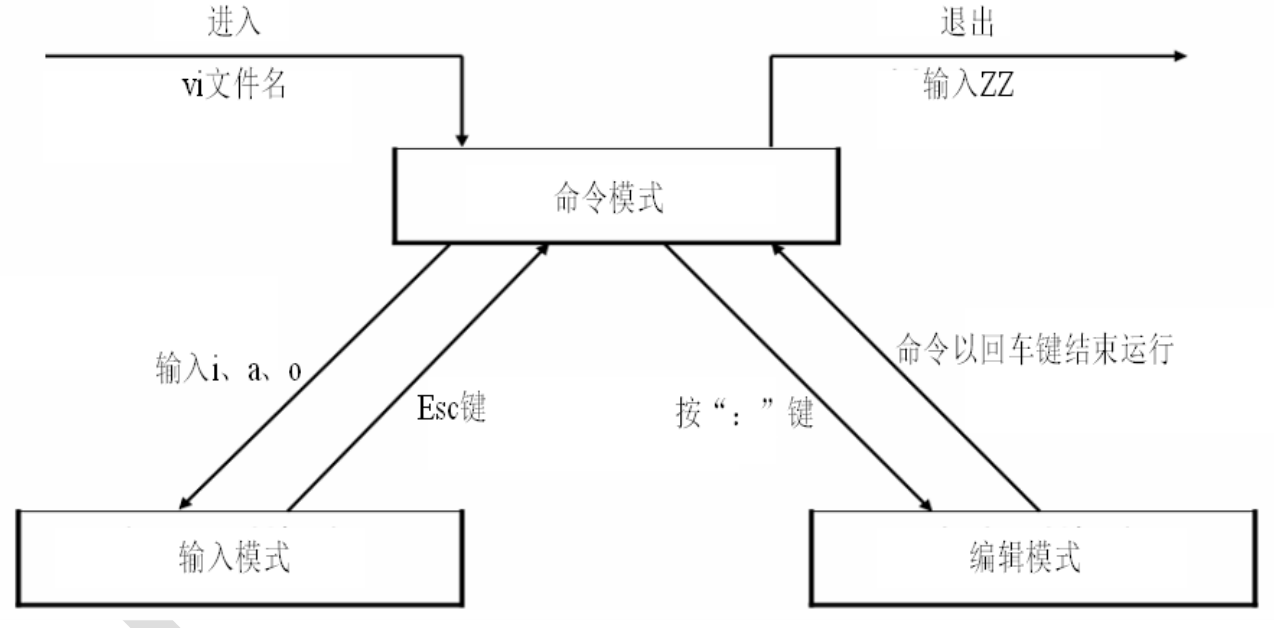 进入
退出
vi文件名
输入ZZ
命令模式
输入i、a、o
命令以回车键结束运行
Esc键
按“：”键
输入模式
编辑模式